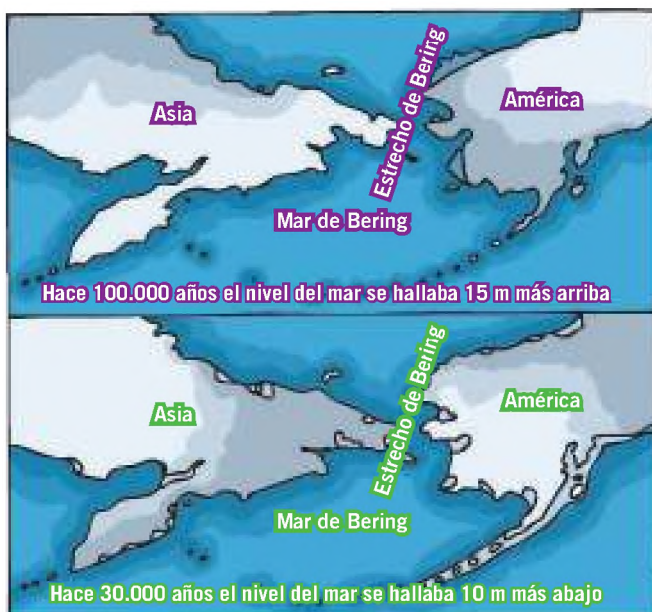 Asia
Estrecho de Bering
América
Mar de Bering
Hace 100.000 años el nivel del mar se hallaba 15 m más arriba
Asia
Estrecho de Bering
América
Mar de Bering
Hace 30.000 años el nivel del mar se hallaba 10 m más abajo